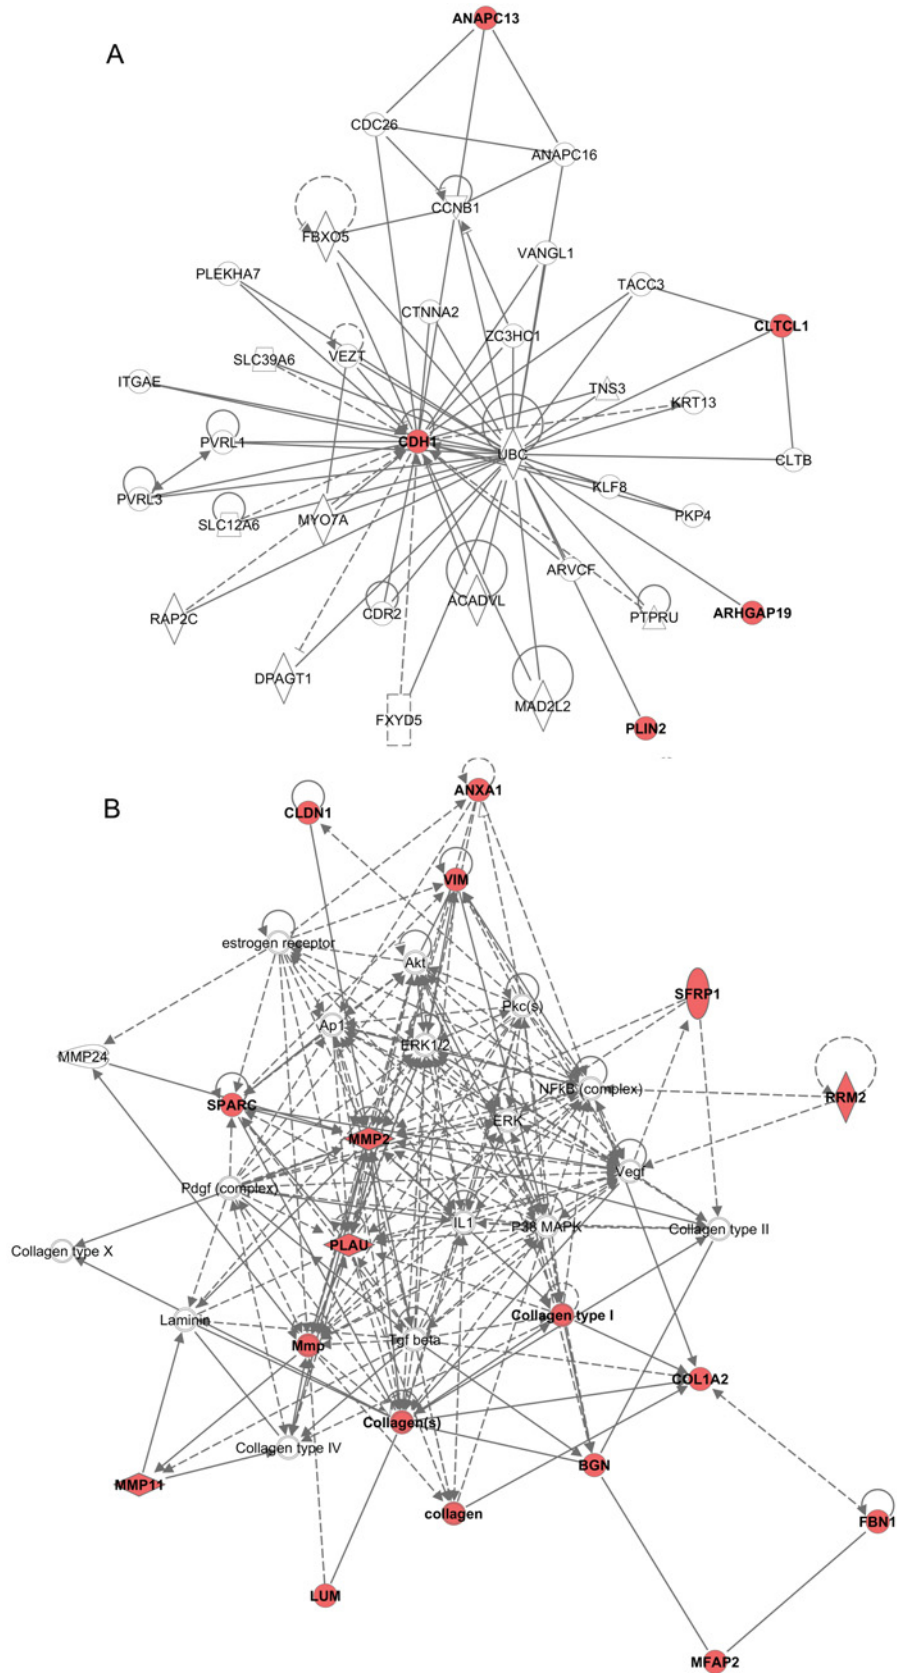 ANAPC13
A
CDC26
ANAPC16
CCNB1
FBXO5
VANGL1
PLEKHA7
TACC3
CTNNA2
CLTCL1
ZC3HC1
SLC39A6
VEZT
ITGAE
TNS3
KRT13
PVRL1
CDH1
UBC
CLTB
KLF8
PVRL3
SLC12A6
MYO7A
PKP4
ARVCF
RAP2C
CDR2
ACADVL
PTPRU
ARHGAP19
DPAGT1
MAD2L2
FXYD5
PLIN2
B
ANXA1
CLDN1
VIM
estrogen receptor
Akt
SFRP1
Pkc(s)
Ap1
ERK1/2
MMP24
NFkB (complex)
RRM2
SPARC
ERK
MMP2
Vegf
Pdgf (complex)
IL1
P38 MAPK
Collagen type II
PLAU
Collagen type X
Collagen type I
Laminin
Mmp
Tgf beta
COL1A2
Collagen(s)
Collagen type IV
BGN
MMP11
collagen
FBN1
LUM
MFAP2